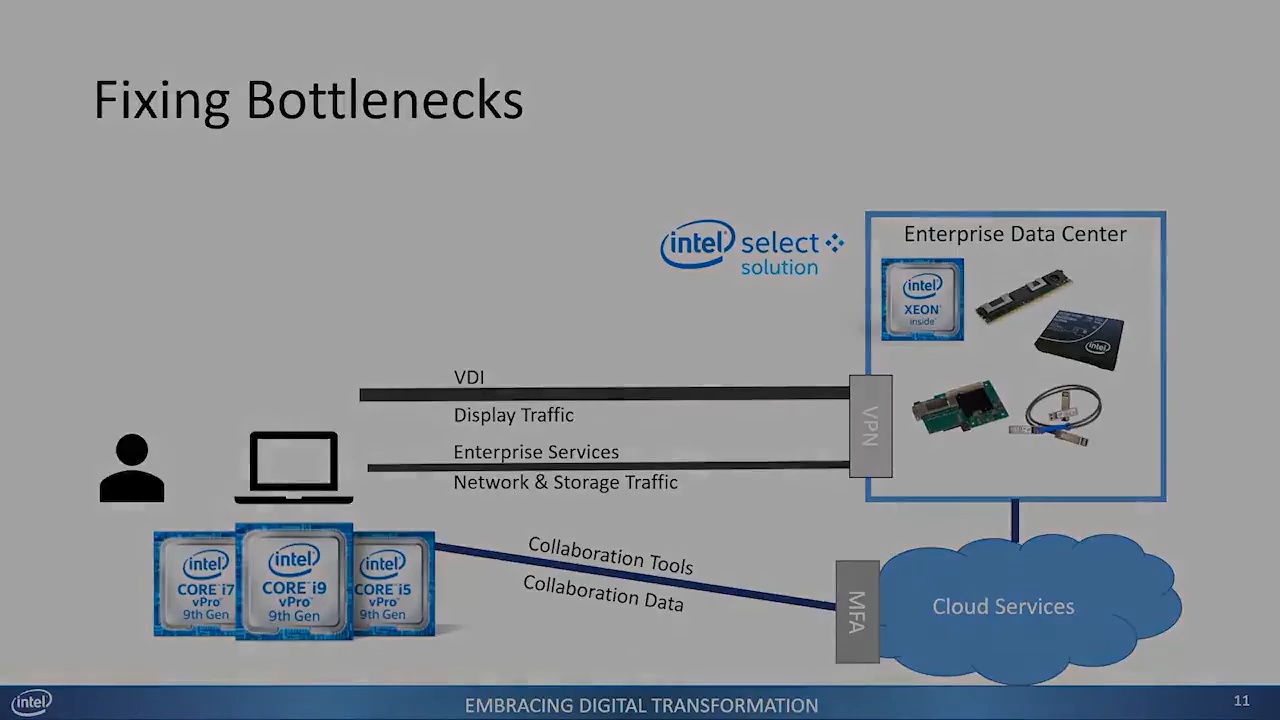 Fixing Bottlenecks
intel select
solution
Enterprise Data Center
intel
XEON
inside
intel
VDI
Display Traffic
VPN
Enterprise Services
Network & Storage Traffic
intel
CORE i7
vPro
9th Gen
intel
CORE i9
vPro
9th Gen
intel
CORE i5
vPro
9th Gen
Collaboration Tools
Collaboration Data
MFA
Cloud Services
intel
EMBRACING DIGITAL TRANSFORMATION
11